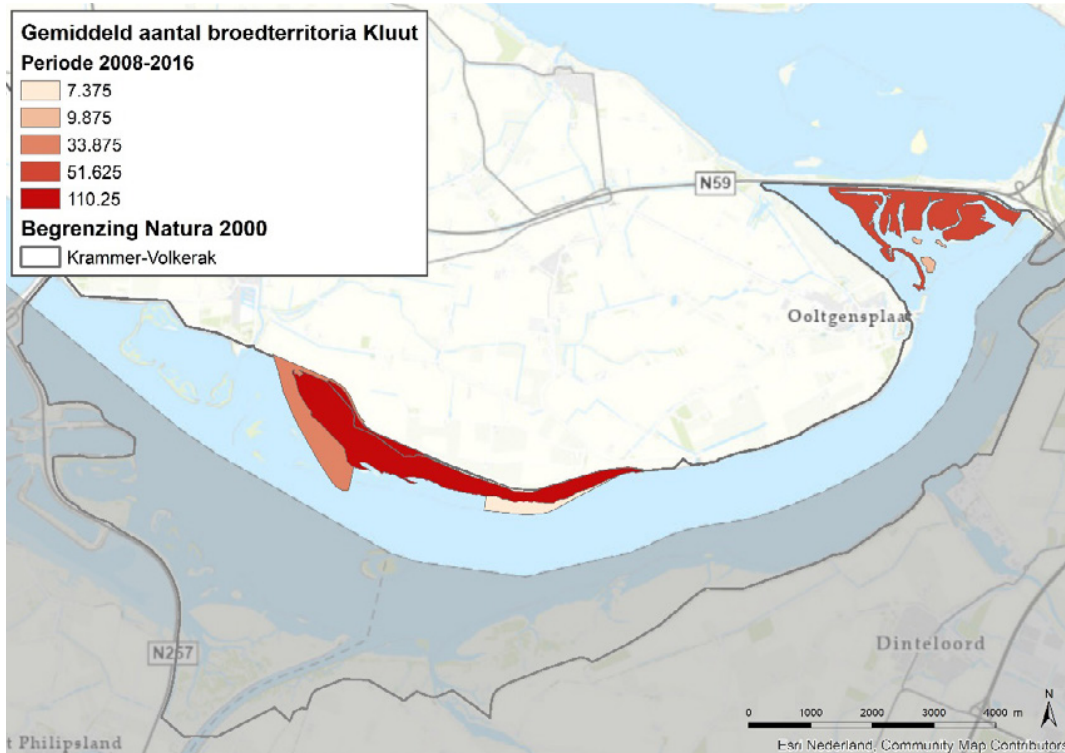 Gemiddeld aantal broedterritoria Kluut
Periode 2008-2016
7.375
9.875
33.875
51.625
110.25
Begrenzing Natura 2000
Krammer-Volkerak
N59
Ooltgensplaat
N257
Dinteloord
t Philipsland
N
0 1000 2000 3000 4000 m
Esri Nederland, Community Map Contributors